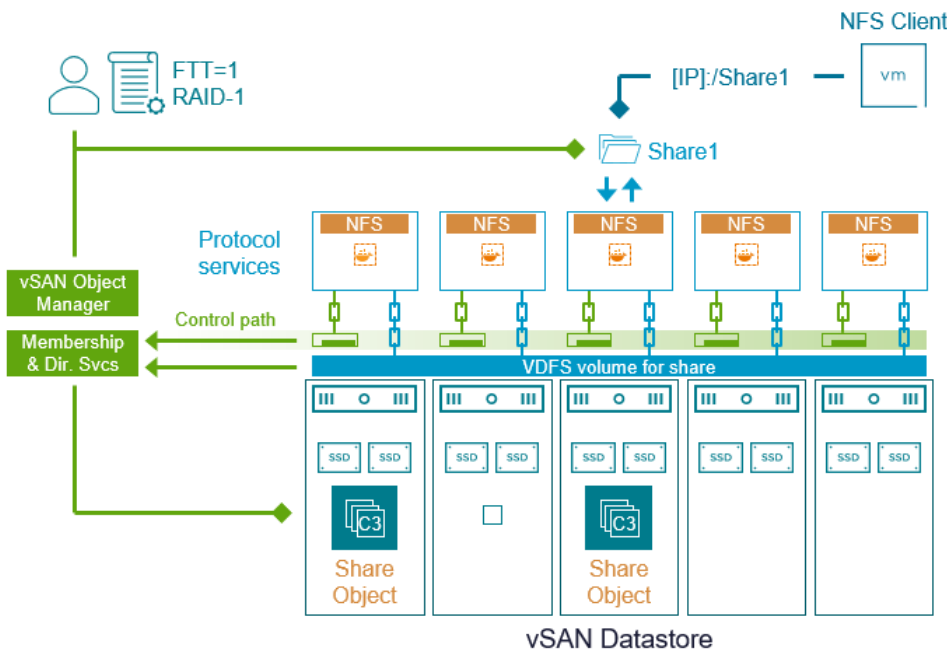 NFS Client
FTT=1
RAID-1
[IP]:/Share1
vm
Share1
NFS
NFS
NFS
NFS
NFS
Protocol
services
vSAN Object
Manager
Control path
Membership
& Dir. Svcs
VDFS volume for share
SSD
SSD
SSD
SSD
SSD
SSD
SSD
SSD
SSD
SSD
C3
C3
Share
Object
Share
Object
vSAN Datastore